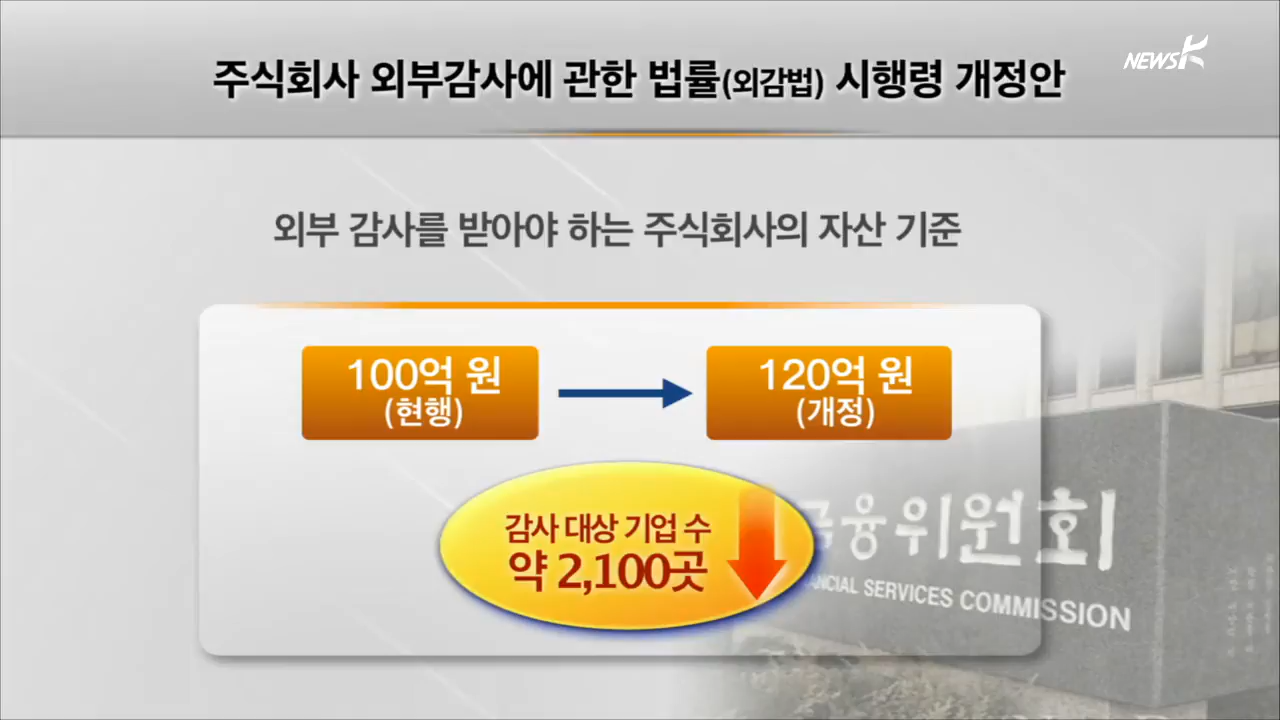 주식회사 외부감사에 관한 법률(외감법) 시행령 개정안
NEWSK
외부 감사를 받아야 하는 주식회사의 자산 기준
100억 원
(현행)
120억 원
(개정)
감사 대상 기업 수
약 2,100곳
금융위원회
FINANCIAL SERVICES COMMISSION